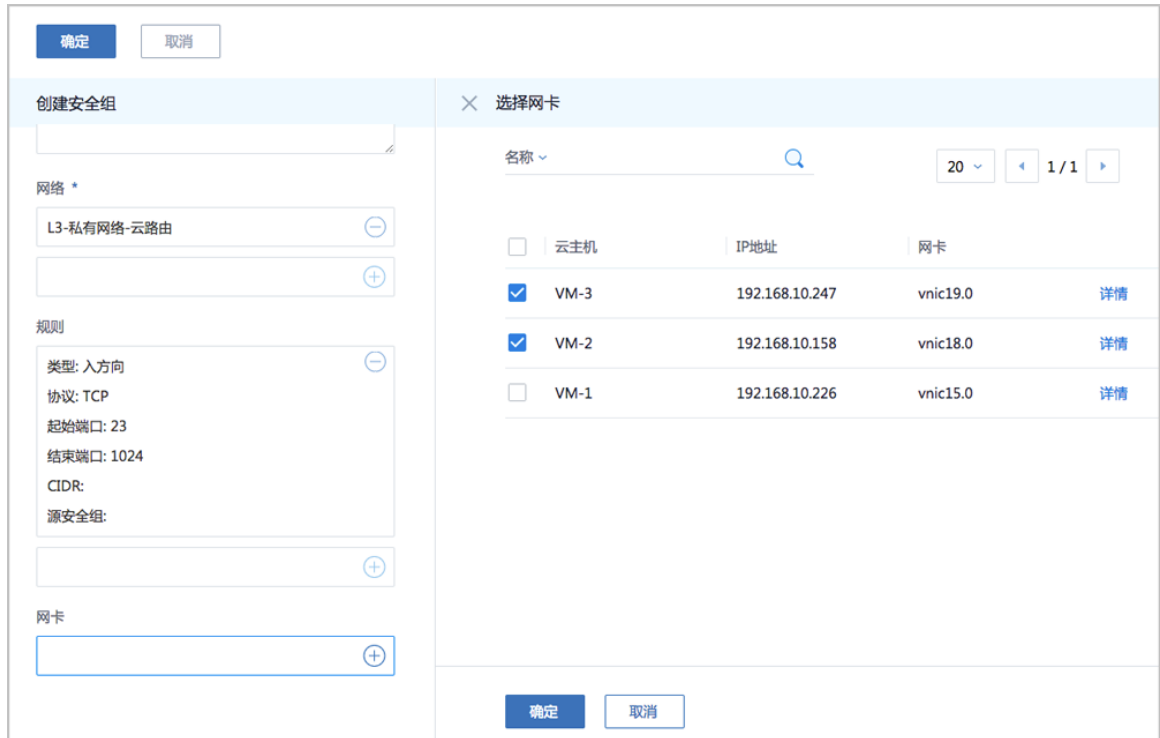 确定 取消
创建安全组
网络 *
L3-私有网络-云路由
规则
类型: 入方向
协议: TCP
起始端口: 23
结束端口: 1024
CIDR:
源安全组:
网卡
选择网卡
名称
20 1 / 1
云主机 IP地址 网卡
VM-3 192.168.10.247 vnic19.0 详情
VM-2 192.168.10.158 vnic18.0 详情
VM-1 192.168.10.226 vnic15.0 详情
确定 取消